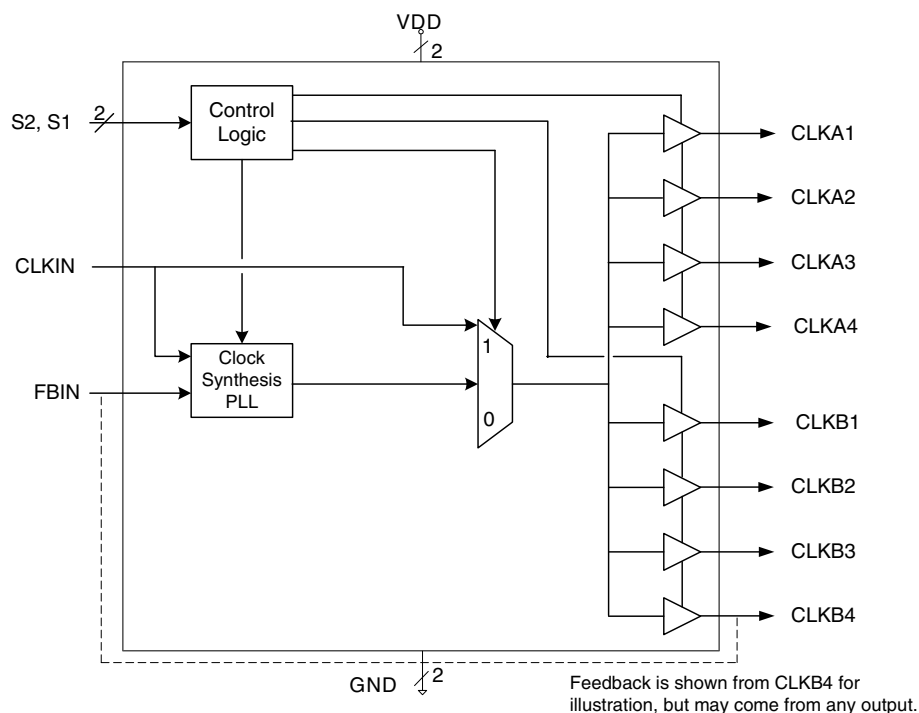 VDD
2
S2, S1
2
Control
Logic
CLKA1
CLKA2
CLKIN
CLKA3
CLKA4
1
Clock
Synthesis
PLL
FBIN
0
CLKB1
CLKB2
CLKB3
CLKB4
GND
2
Feedback is shown from CLKB4 for
illustration, but may come from any output.